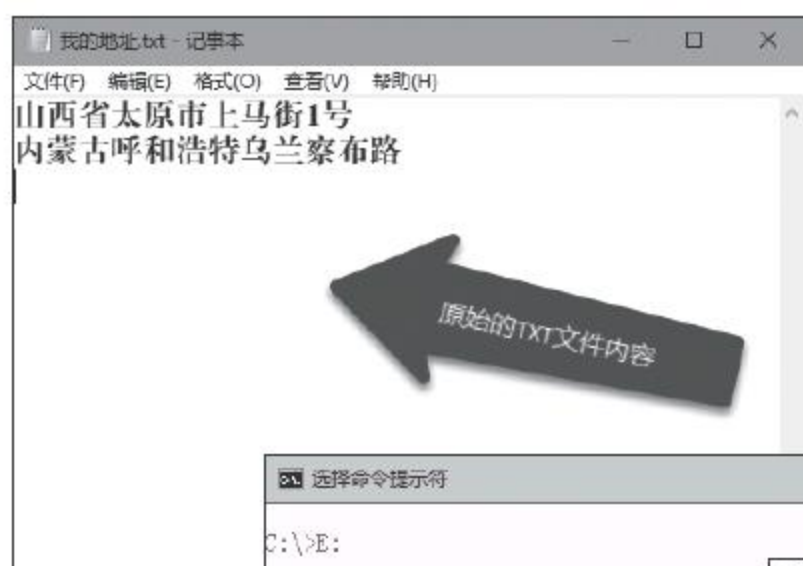 我的地址.txt - 记事本
文件(F) 编辑(E) 格式(O) 查看(V) 帮助(H)
山西省太原市上马街1号
内蒙古呼和浩特乌兰察布路
原始的TXT文件内容
选择命令提示符
C:\>E: